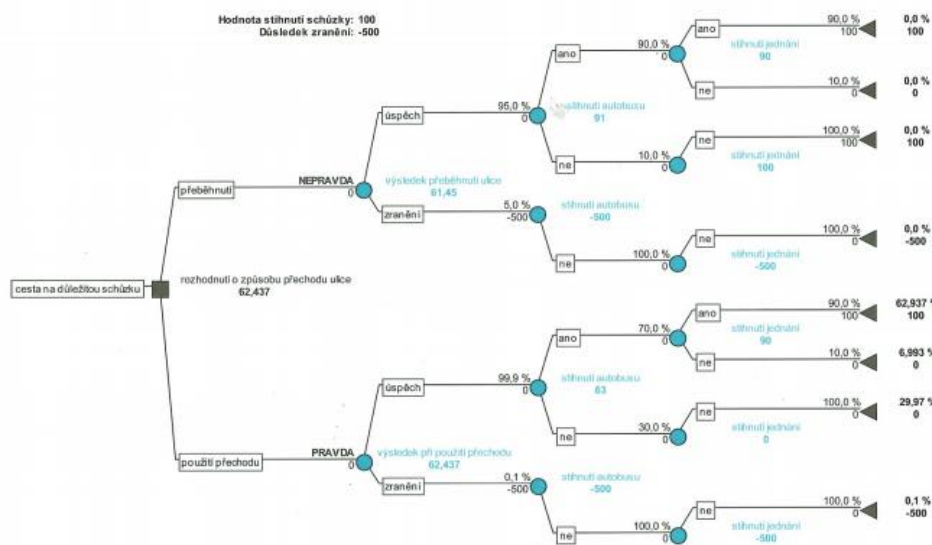 Hodnota stihnutí schůzky: 100
Důsledek zranění: -500
cesta na důležitou schůzku
rozhodnutí o způsobu přechodu ulice
62,437
přeběhnutí
NEPRAVDA
0
výsledek přeběhnutí ulice
61,45
úspěch
95,0 %
0
stihnutí autobusu
91
ano
90,0 %
0
stihnutí jednání
90
ano
90,0 %
100
0,0 %
100
ne
10,0 %
0
0,0 %
0
ne
10,0 %
0
stihnutí jednání
100
ne
100,0 %
100
0,0 %
100
zranění
5,0 %
-500
stihnutí autobusu
-500
ne
100,0 %
0
stihnutí jednání
-500
ne
100,0 %
0
0,0 %
-500
použití přechodu
PRAVDA
0
výsledek při použití přechodu
62,437
úspěch
99,9 %
0
stihnutí autobusu
63
ano
70,0 %
0
stihnutí jednání
90
ano
90,0 %
100
62,937 %
100
ne
10,0 %
0
6,993 %
0
ne
30,0 %
0
stihnutí jednání
0
ne
100,0 %
0
29,97 %
0
zranění
0,1 %
-500
stihnutí autobusu
-500
ne
100,0 %
0
stihnutí jednání
-500
ne
100,0 %
0
0,1 %
-500